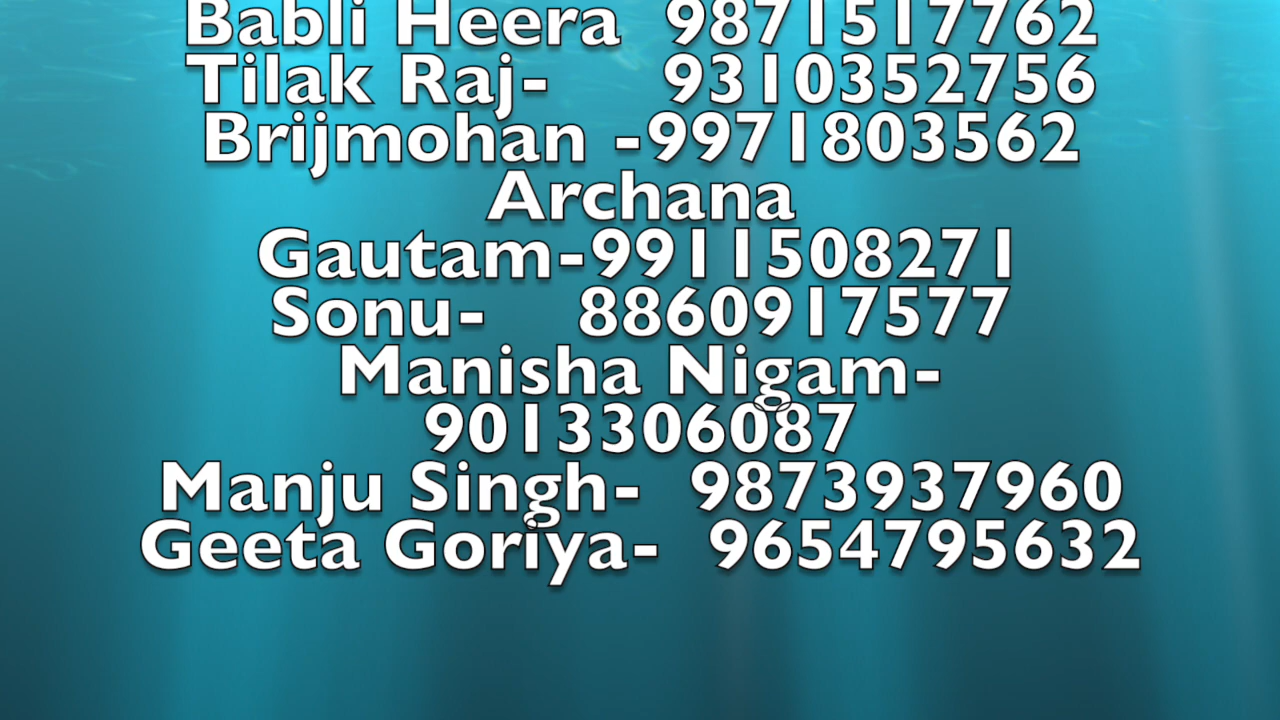 Babli Heera 9871517762
Tilak Raj- 9310352756
Brijmohan -9971803562
Archana
Gautam-9911508271
Sonu- 8860917577
Manisha Nigam-
9013306087
Manju Singh- 9873937960
Geeta Goriya- 9654795632